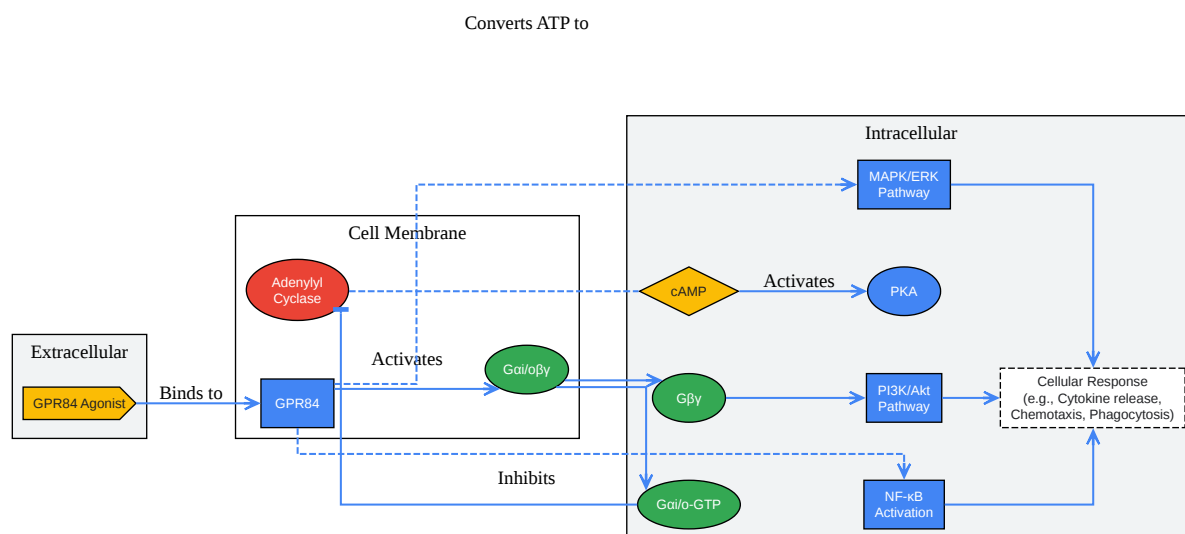 Converts ATP to
Intracellular
MAPK/ERK
Pathway
Cell Membrane
Adenylyl
Cyclase
cAMP
Activates
PKA
Extracellular
GPR84 Agonist
Binds to
GPR84
Activates
Gαi/oβγ
Gβγ
PI3K/Akt
Pathway
Cellular Response
(e.g., Cytokine release,
Chemotaxis, Phagocytosis)
Inhibits
Gαi/o-GTP
NF-κB
Activation